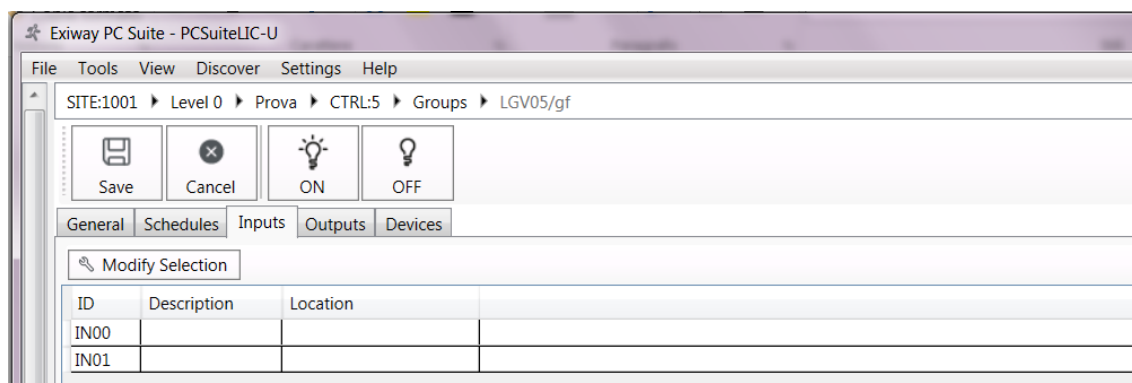 Exiway PC Suite - PCSuiteLIC-U
File Tools View Discover Settings Help
SITE:1001 Level 0 Prova CTRL:5 Groups LGV05/gf
Save Cancel ON OFF
General Schedules Inputs Outputs Devices
Modify Selection
ID Description Location
IN00
IN01